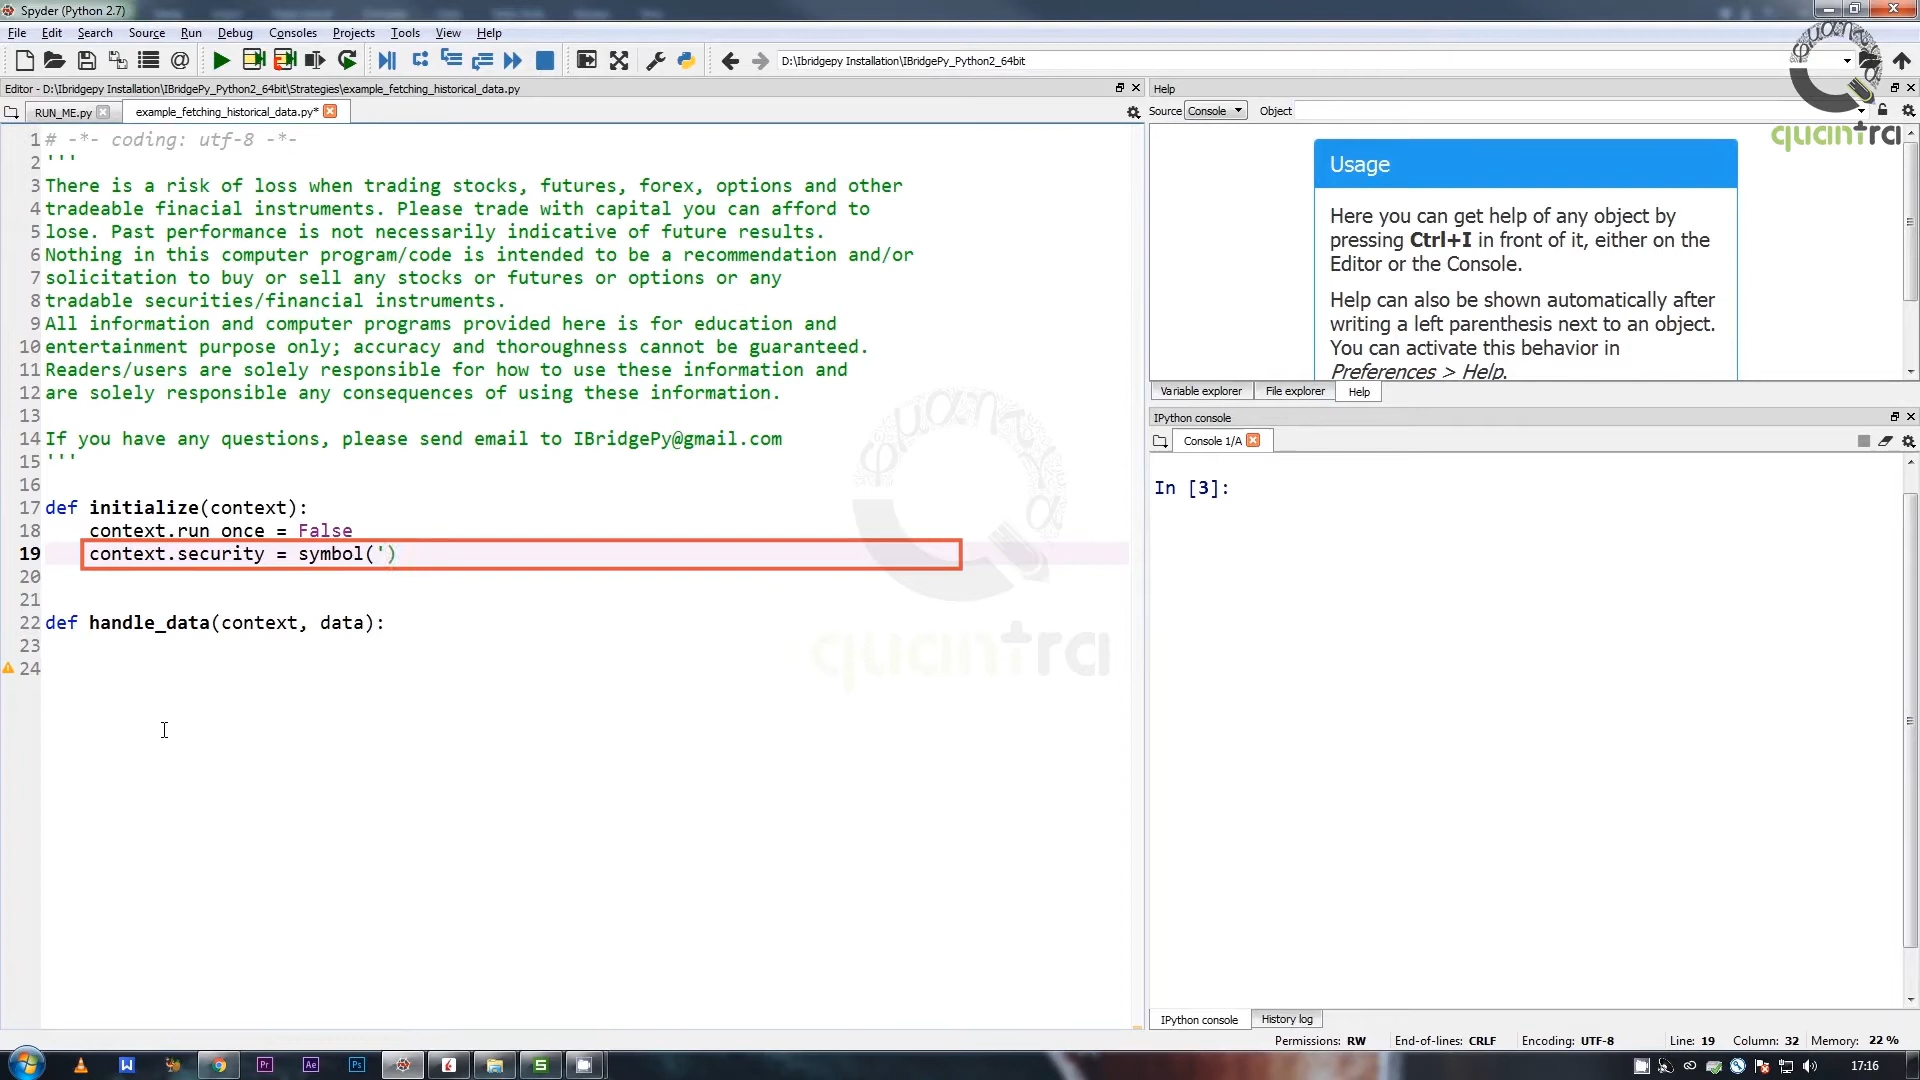 Spyder (Python 2.7)
File Edit Search Source Run Debug Consoles Projects Tools View Help
D:\Ibridgepy Installation\IBridgePy_Python2_64bit
Editor - D:\Ibridgepy Installation\IBridgePy_Python2_64bit\Strategies\example_fetching_historical_data.py
RUN_ME.py example_fetching_historical_data.py*
1 # -*- coding: utf-8 -*-
2 '''
3 There is a risk of loss when trading stocks, futures, forex, options and other
4 tradeable finacial instruments. Please trade with capital you can afford to
5 lose. Past performance is not necessarily indicative of future results.
6 Nothing in this computer program/code is intended to be a recommendation and/or
7 solicitation to buy or sell any stocks or futures or options or any
8 tradable securities/financial instruments.
9 All information and computer programs provided here is for education and
10 entertainment purpose only; accuracy and thoroughness cannot be guaranteed.
11 Readers/users are solely responsible for how to use these information and
12 are solely responsible any consequences of using these information.
13
14 If you have any questions, please send email to IBridgePy@gmail.com
15 '''
16
17 def initialize(context):
18 context.run_once = False
19 context.security = symbol(')
20
21
22 def handle_data(context, data):
23
24
quantra
Help
Source Console Object
quantra
Usage
Here you can get help of any object by
pressing Ctrl+I in front of it, either on the
Editor or the Console.
Help can also be shown automatically after
writing a left parenthesis next to an object.
You can activate this behavior in
Preferences > Help.
Variable explorer File explorer Help
IPython console
Console 1/A
In [3]:
IPython console History log
Permissions: RW End-of-lines: CRLF Encoding: UTF-8 Line: 19 Column: 32 Memory: 22 %
W Pr Ae Ps S
17:16